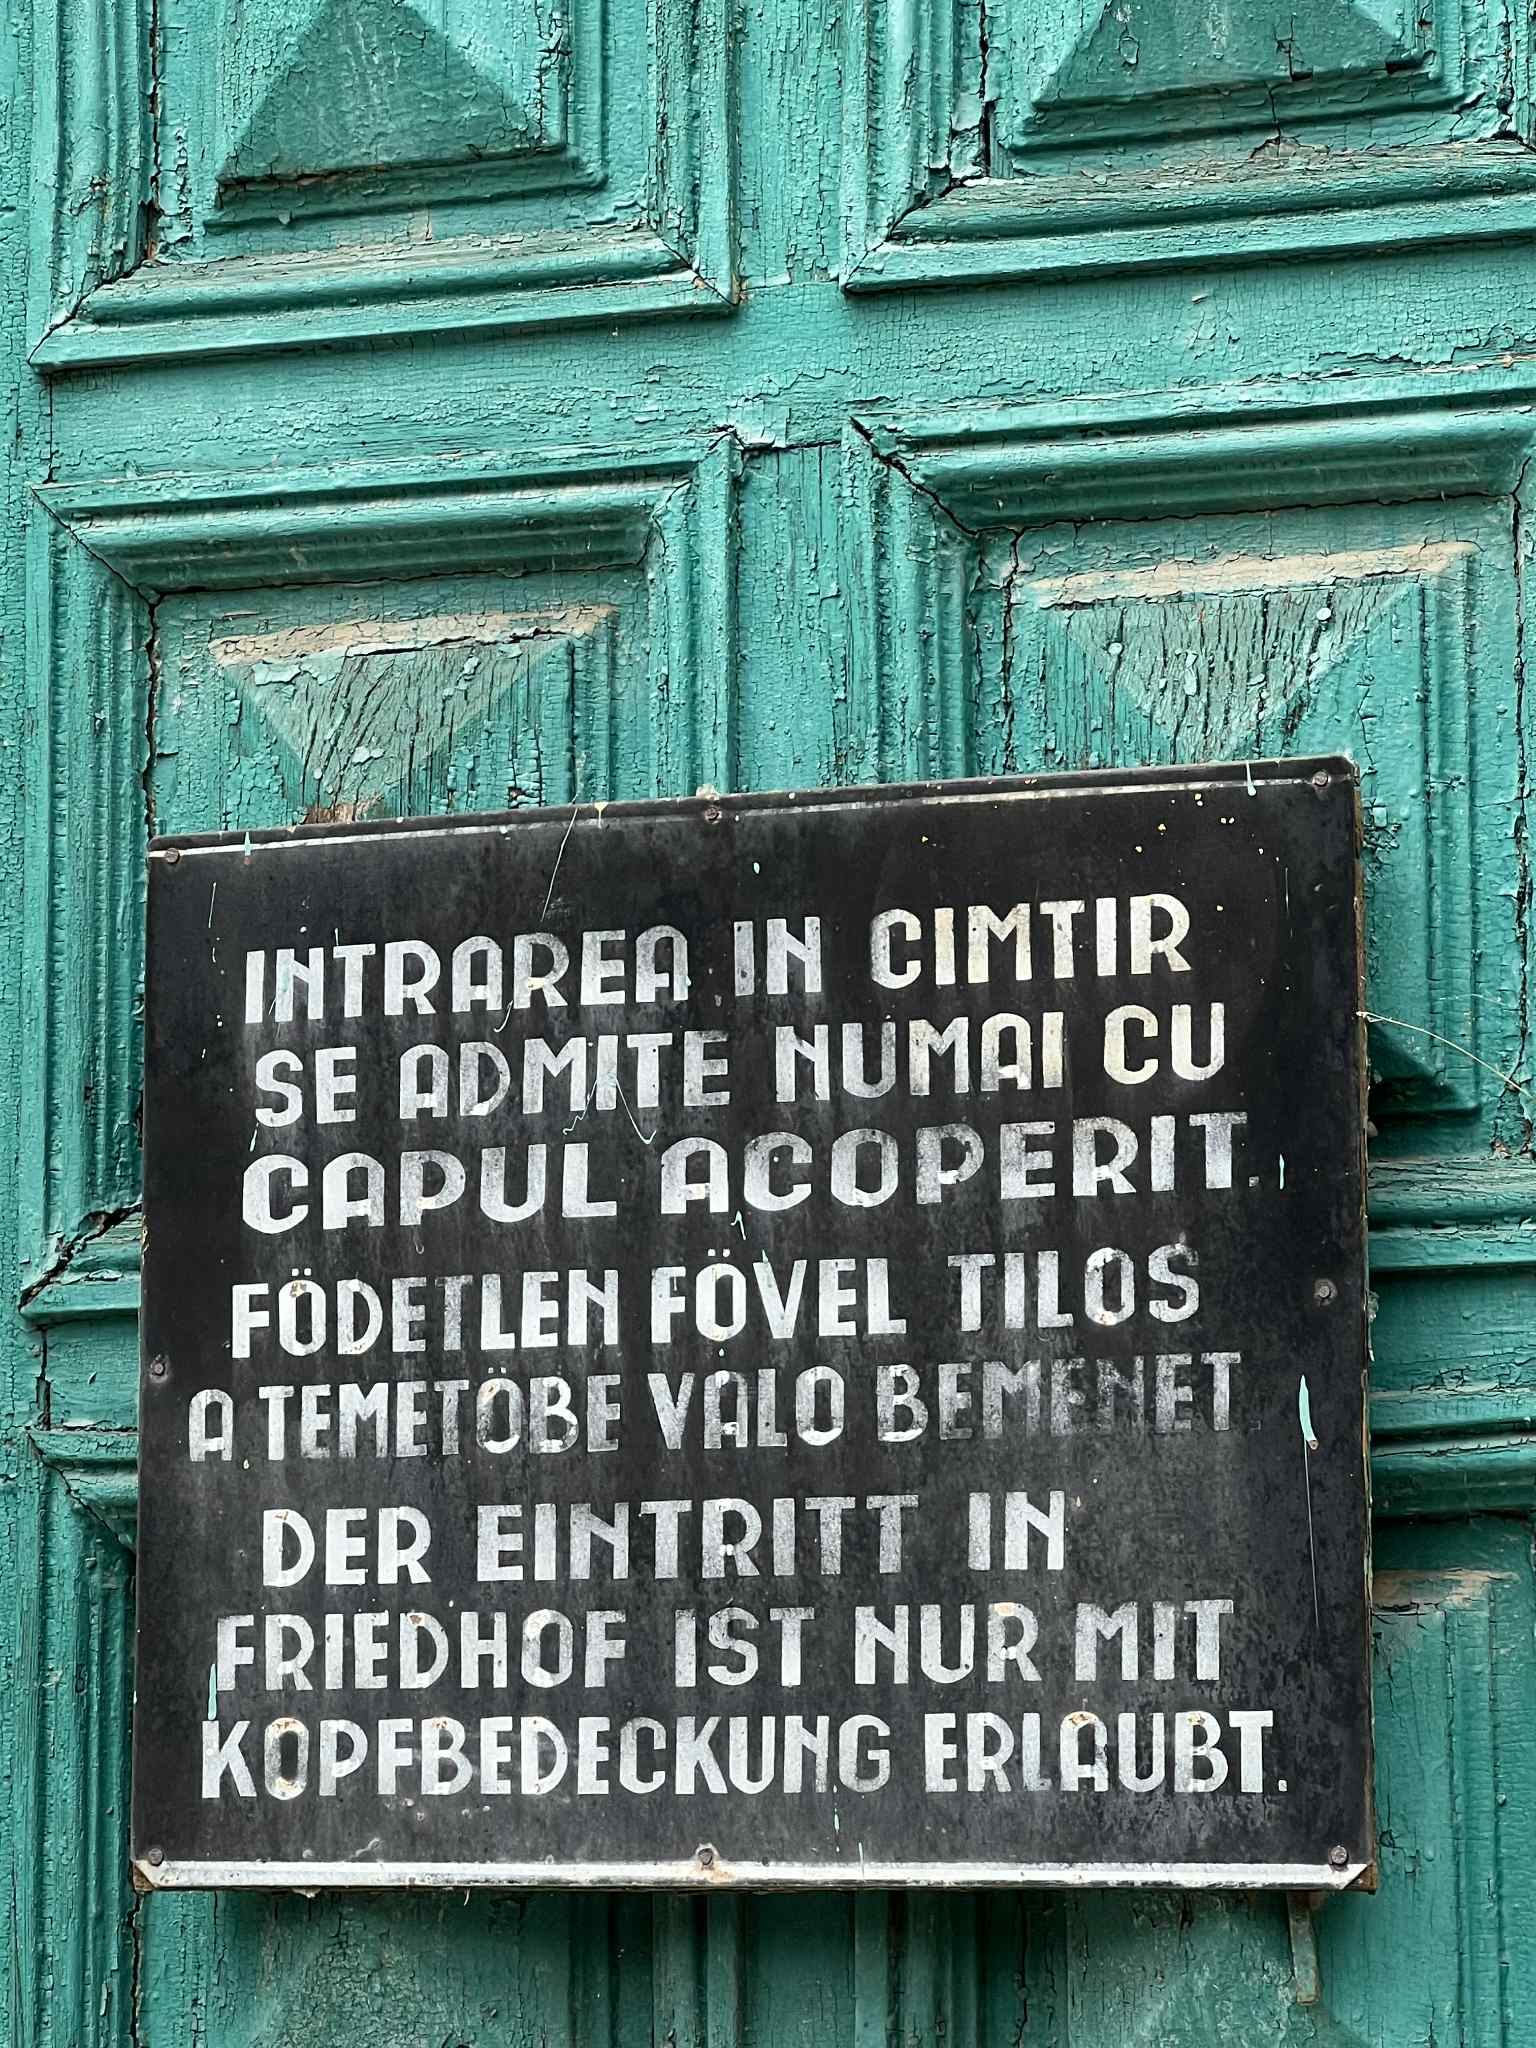 INTRAREA IN CIMTIR
SE ADMITE NUMAI CU
CAPUL ACOPERIT.
FÖDETLEN FÖVEL TILOS
A TEMETÖBE VALO BEMENET
DER EINTRITT IN
FRIEDHOF IST NUR MIT
KOPFBEDECKUNG ERLAUBT.